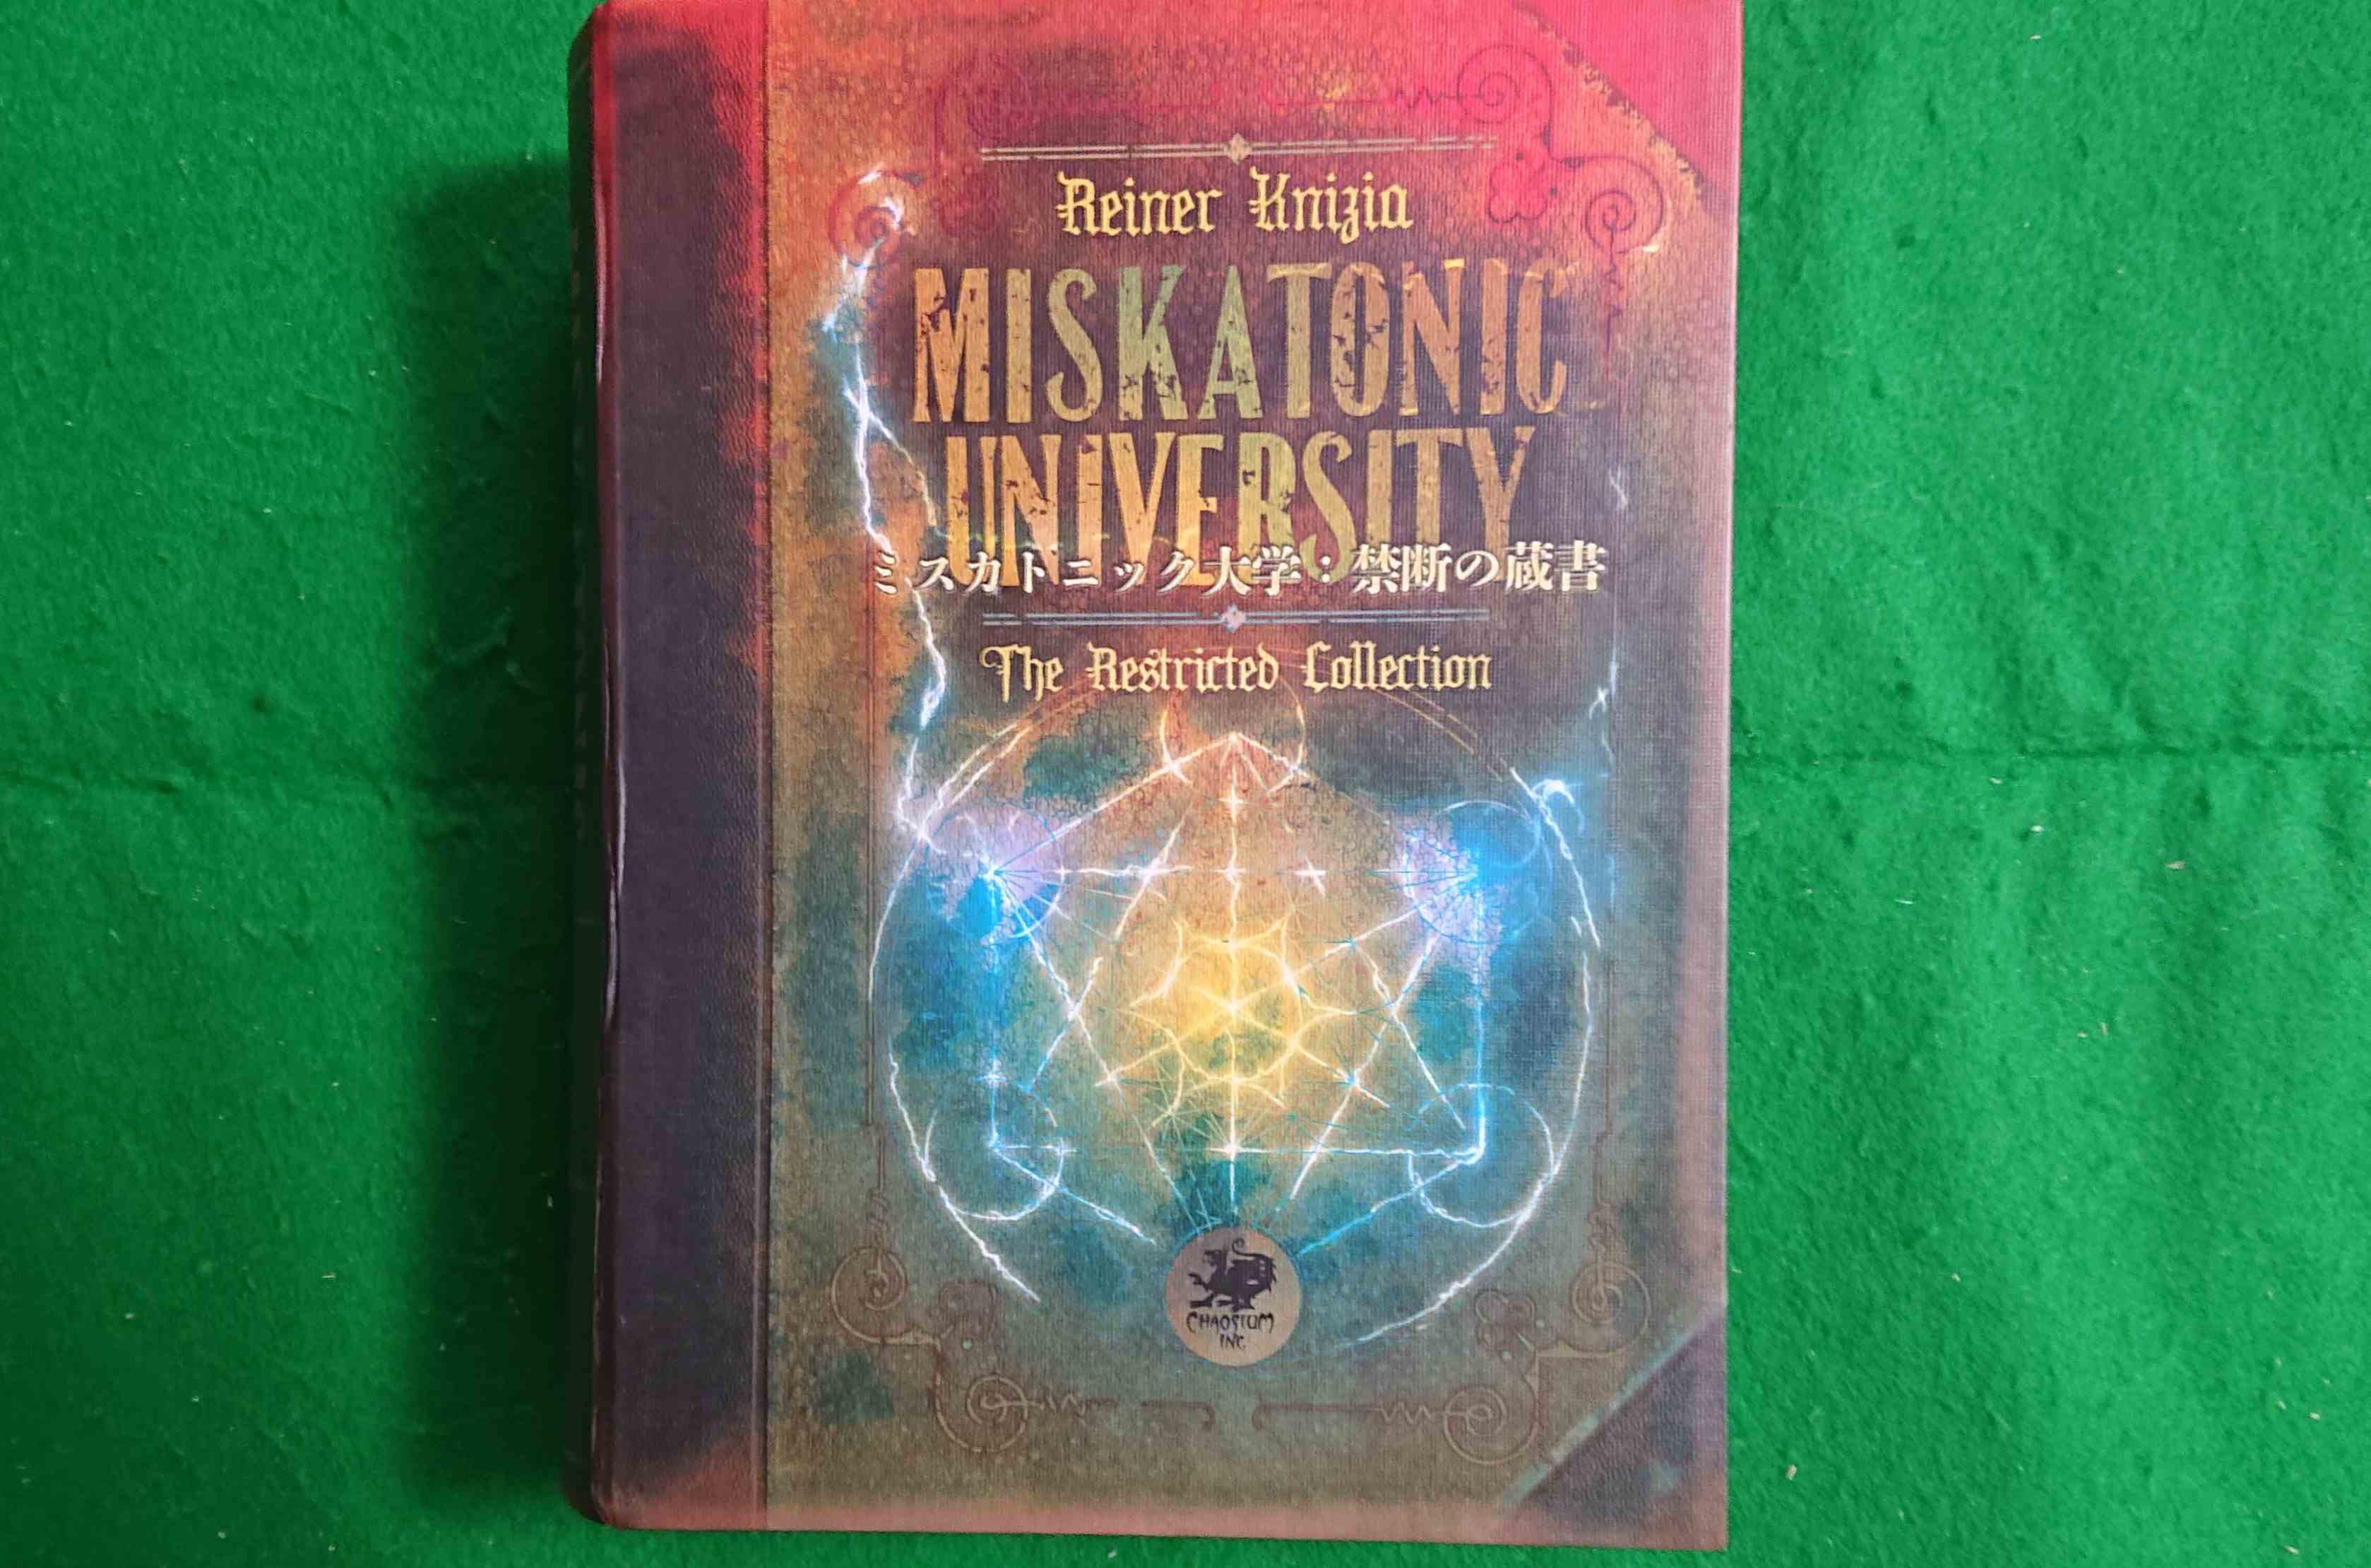 Reiner Knizia
MISKATONIC
UNIVERSITY
ミスカトニック大学：禁断の蔵書
The Restricted Collection
CHAOSIUM
INC